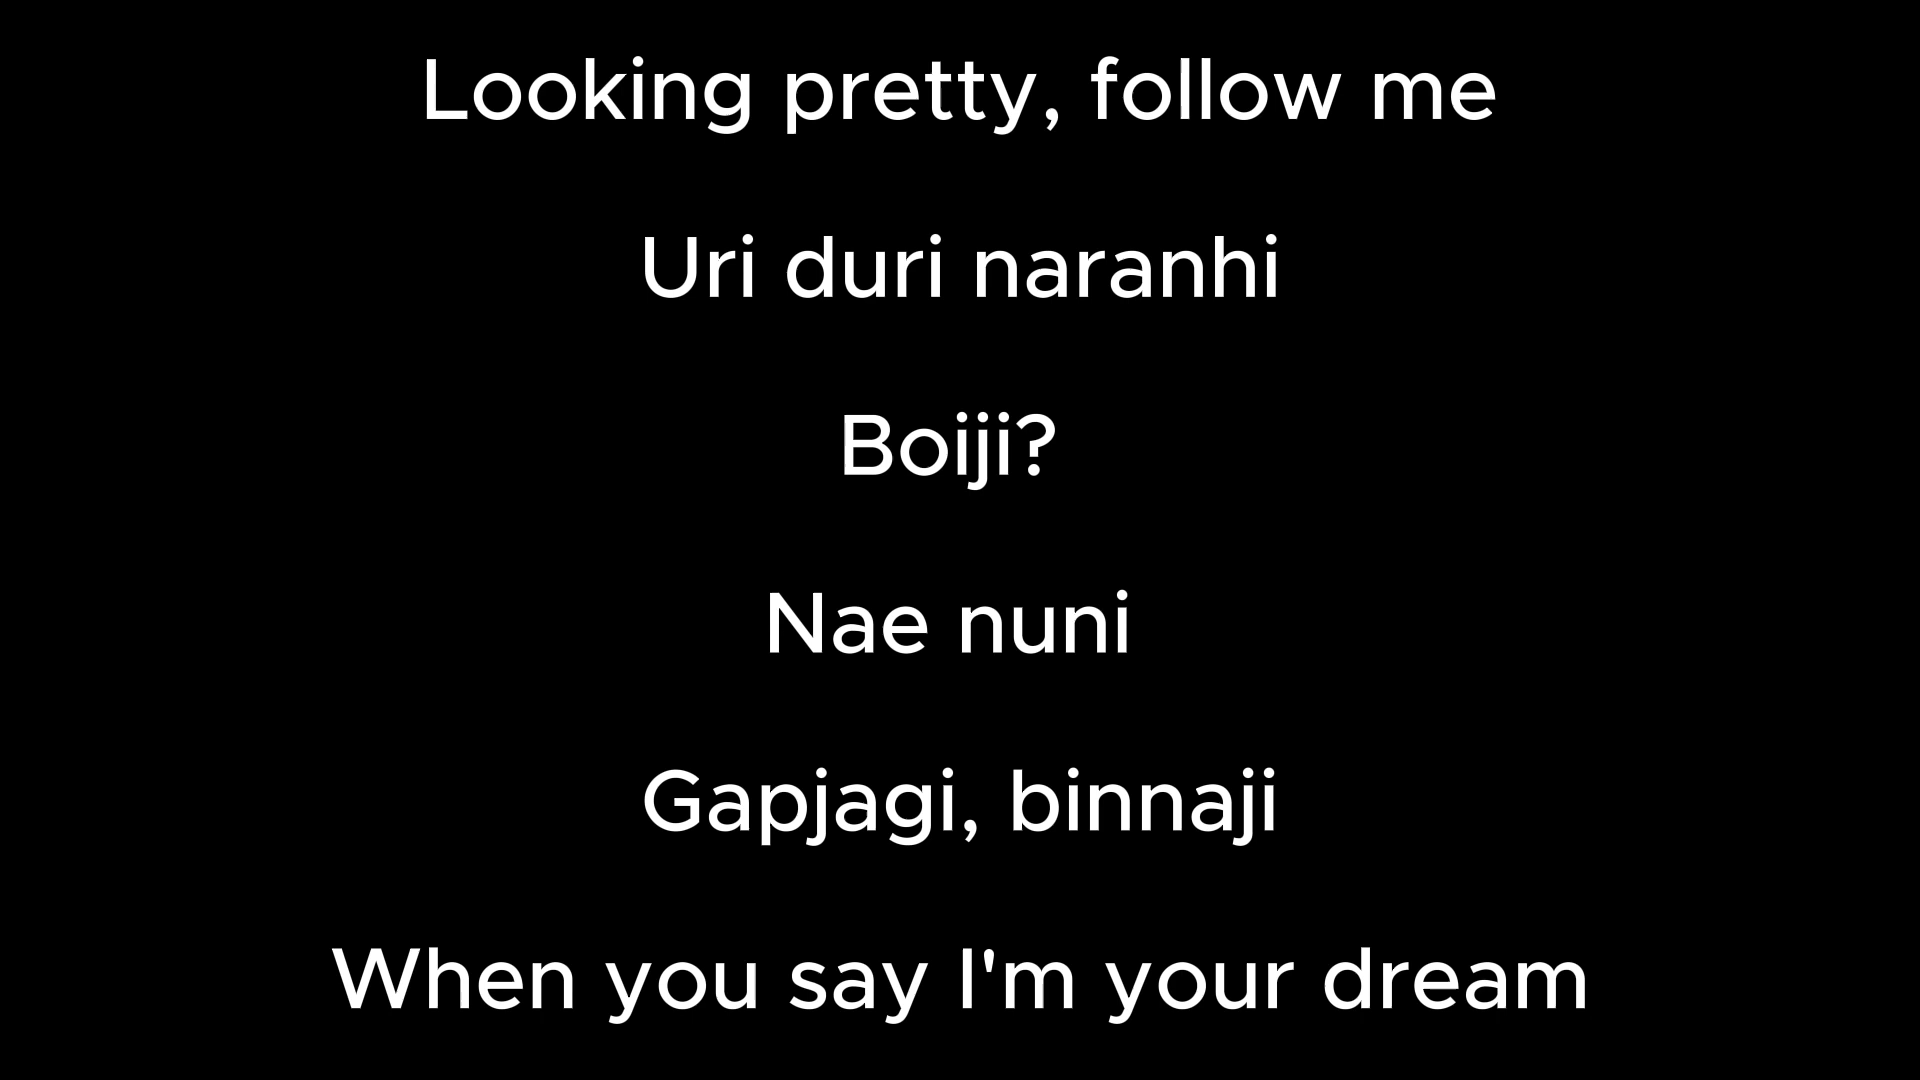 Looking pretty, follow me
Uri duri naranhi
Boiji?
Nae nuni
Gapjagi, binnaji
When you say I'm your dream